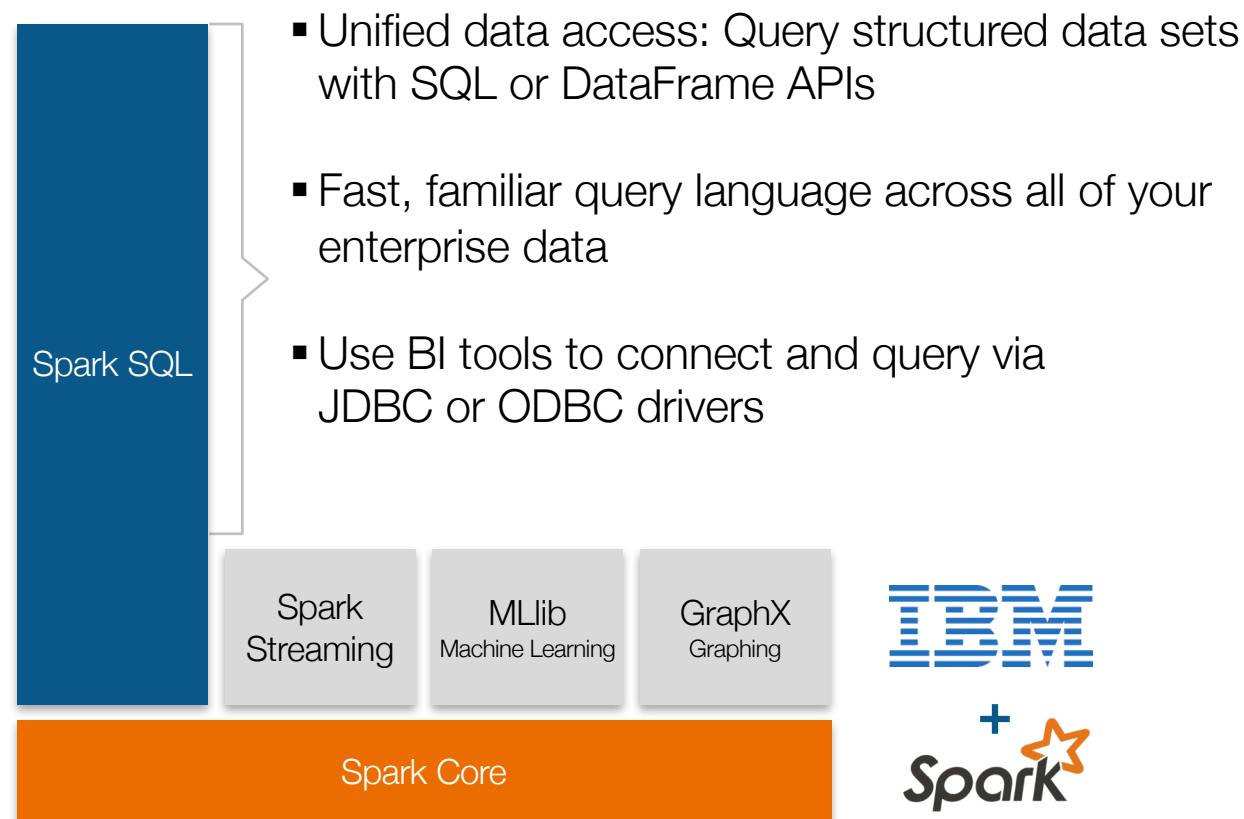 ▪ Unified data access: Query structured data sets
with SQL or DataFrame APIs
▪ Fast, familiar query language across all of your
enterprise data
▪ Use BI tools to connect and query via
JDBC or ODBC drivers
Spark SQL
Spark
Streaming
MLlib
Machine Learning
GraphX
Graphing
Spark Core
IBM
+
Spark